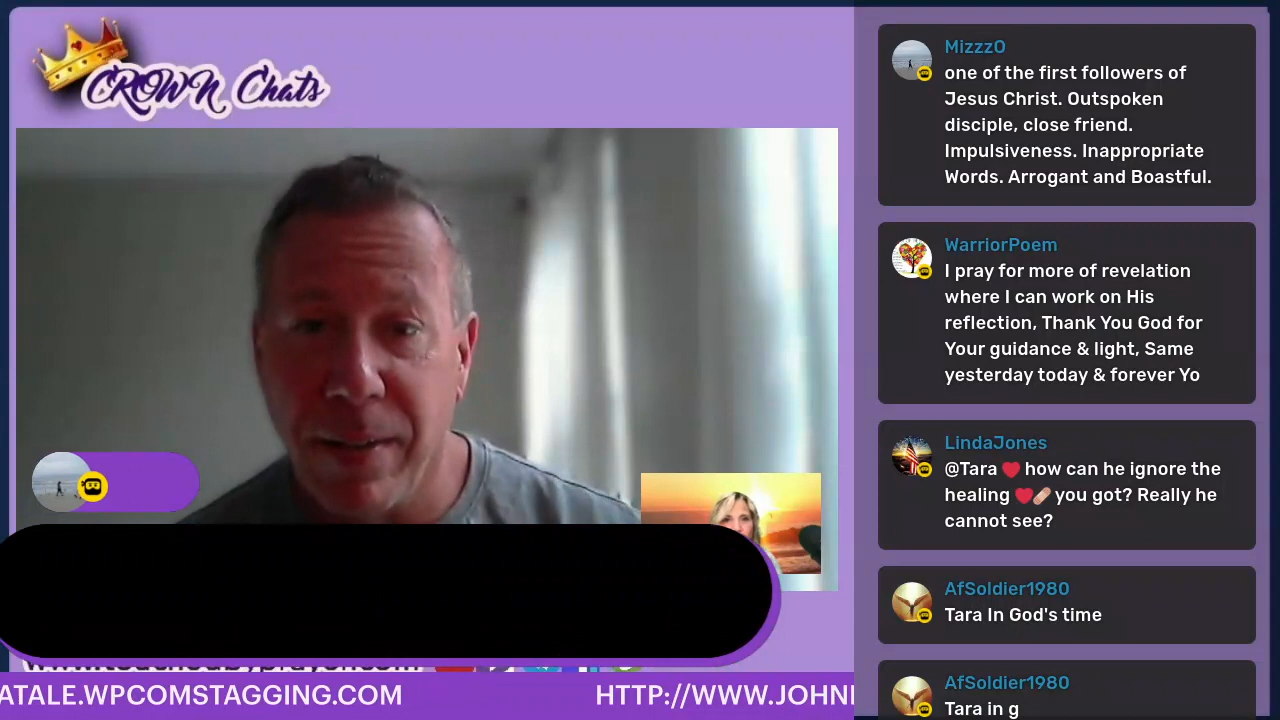 CROWN Chats
MizzzO
one of the first followers of
Jesus Christ. Outspoken
disciple, close friend.
Impulsiveness. Inappropriate
Words. Arrogant and Boastful.
WarriorPoem
I pray for more of revelation
where I can work on His
reflection, Thank You God for
Your guidance & light, Same
yesterday today & forever Yo
LindaJones
@Tara ❤️ how can he ignore the
healing ❤️🩹 you got? Really he
cannot see?
AfSoldier1980
Tara In God's time
AfSoldier1980
Tara in g
ATALE.WPCOMSTAGGING.COM HTTP://WWW.JOHN